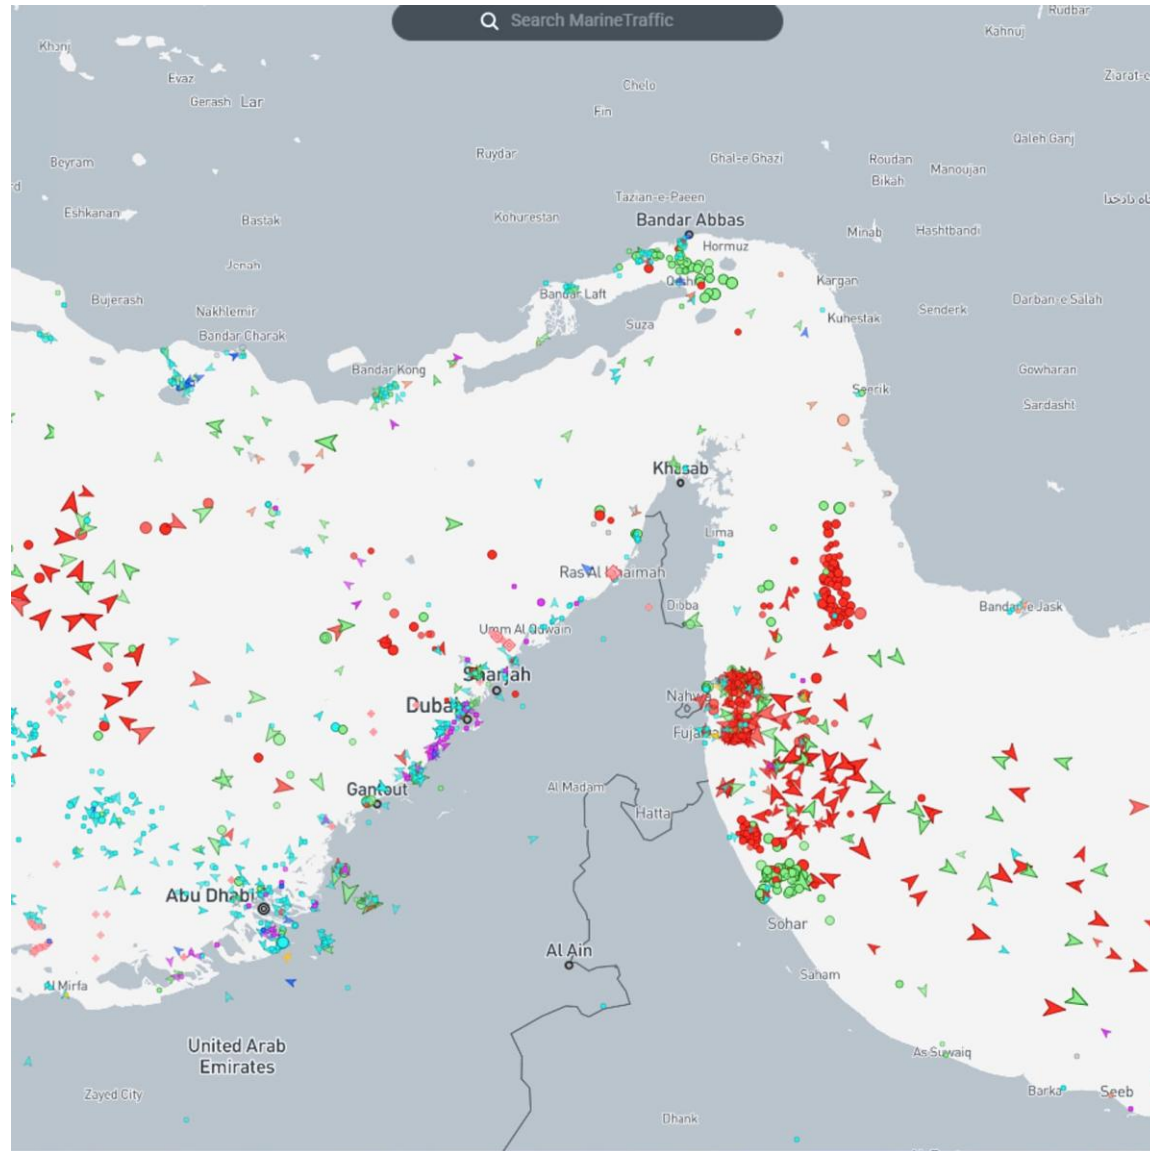 Search MarineTraffic
Rudbar
Kahnuj
Khonj
Evaz
Ziarat-e
Chelo
Gerash
Lar
Fin
Qaleh Ganj
Ruydar
Ghal-e Ghazi
Roudan
Beyram
Manoujan
Bikah
rd
Tazian-e-Paeen
Eshkanan
Kohurestan
Bandar Abbas
Bastak
Minab
Hashtbandi
Hormuz
Jenah
Kargan
Bandar Laft
Bujerash
Darban-e Salah
Nakhlemir
Senderk
Kuhestak
Suza
Bandar Charak
Bandar Kong
Gowharan
Seerik
Sardasht
Khasab
Lima
Ras Al Khaimah
Dibba
Bandar-e Jask
Umm Al Quwain
Sharjah
Nahwa
Dubai
Gantout
Al Madam
Hatta
Abu Dhabi
Sohar
Al Ain
Saham
Al Mirfa
United Arab
Emirates
As Suwaiq
Zayed City
Barka
Seeb
Dhank